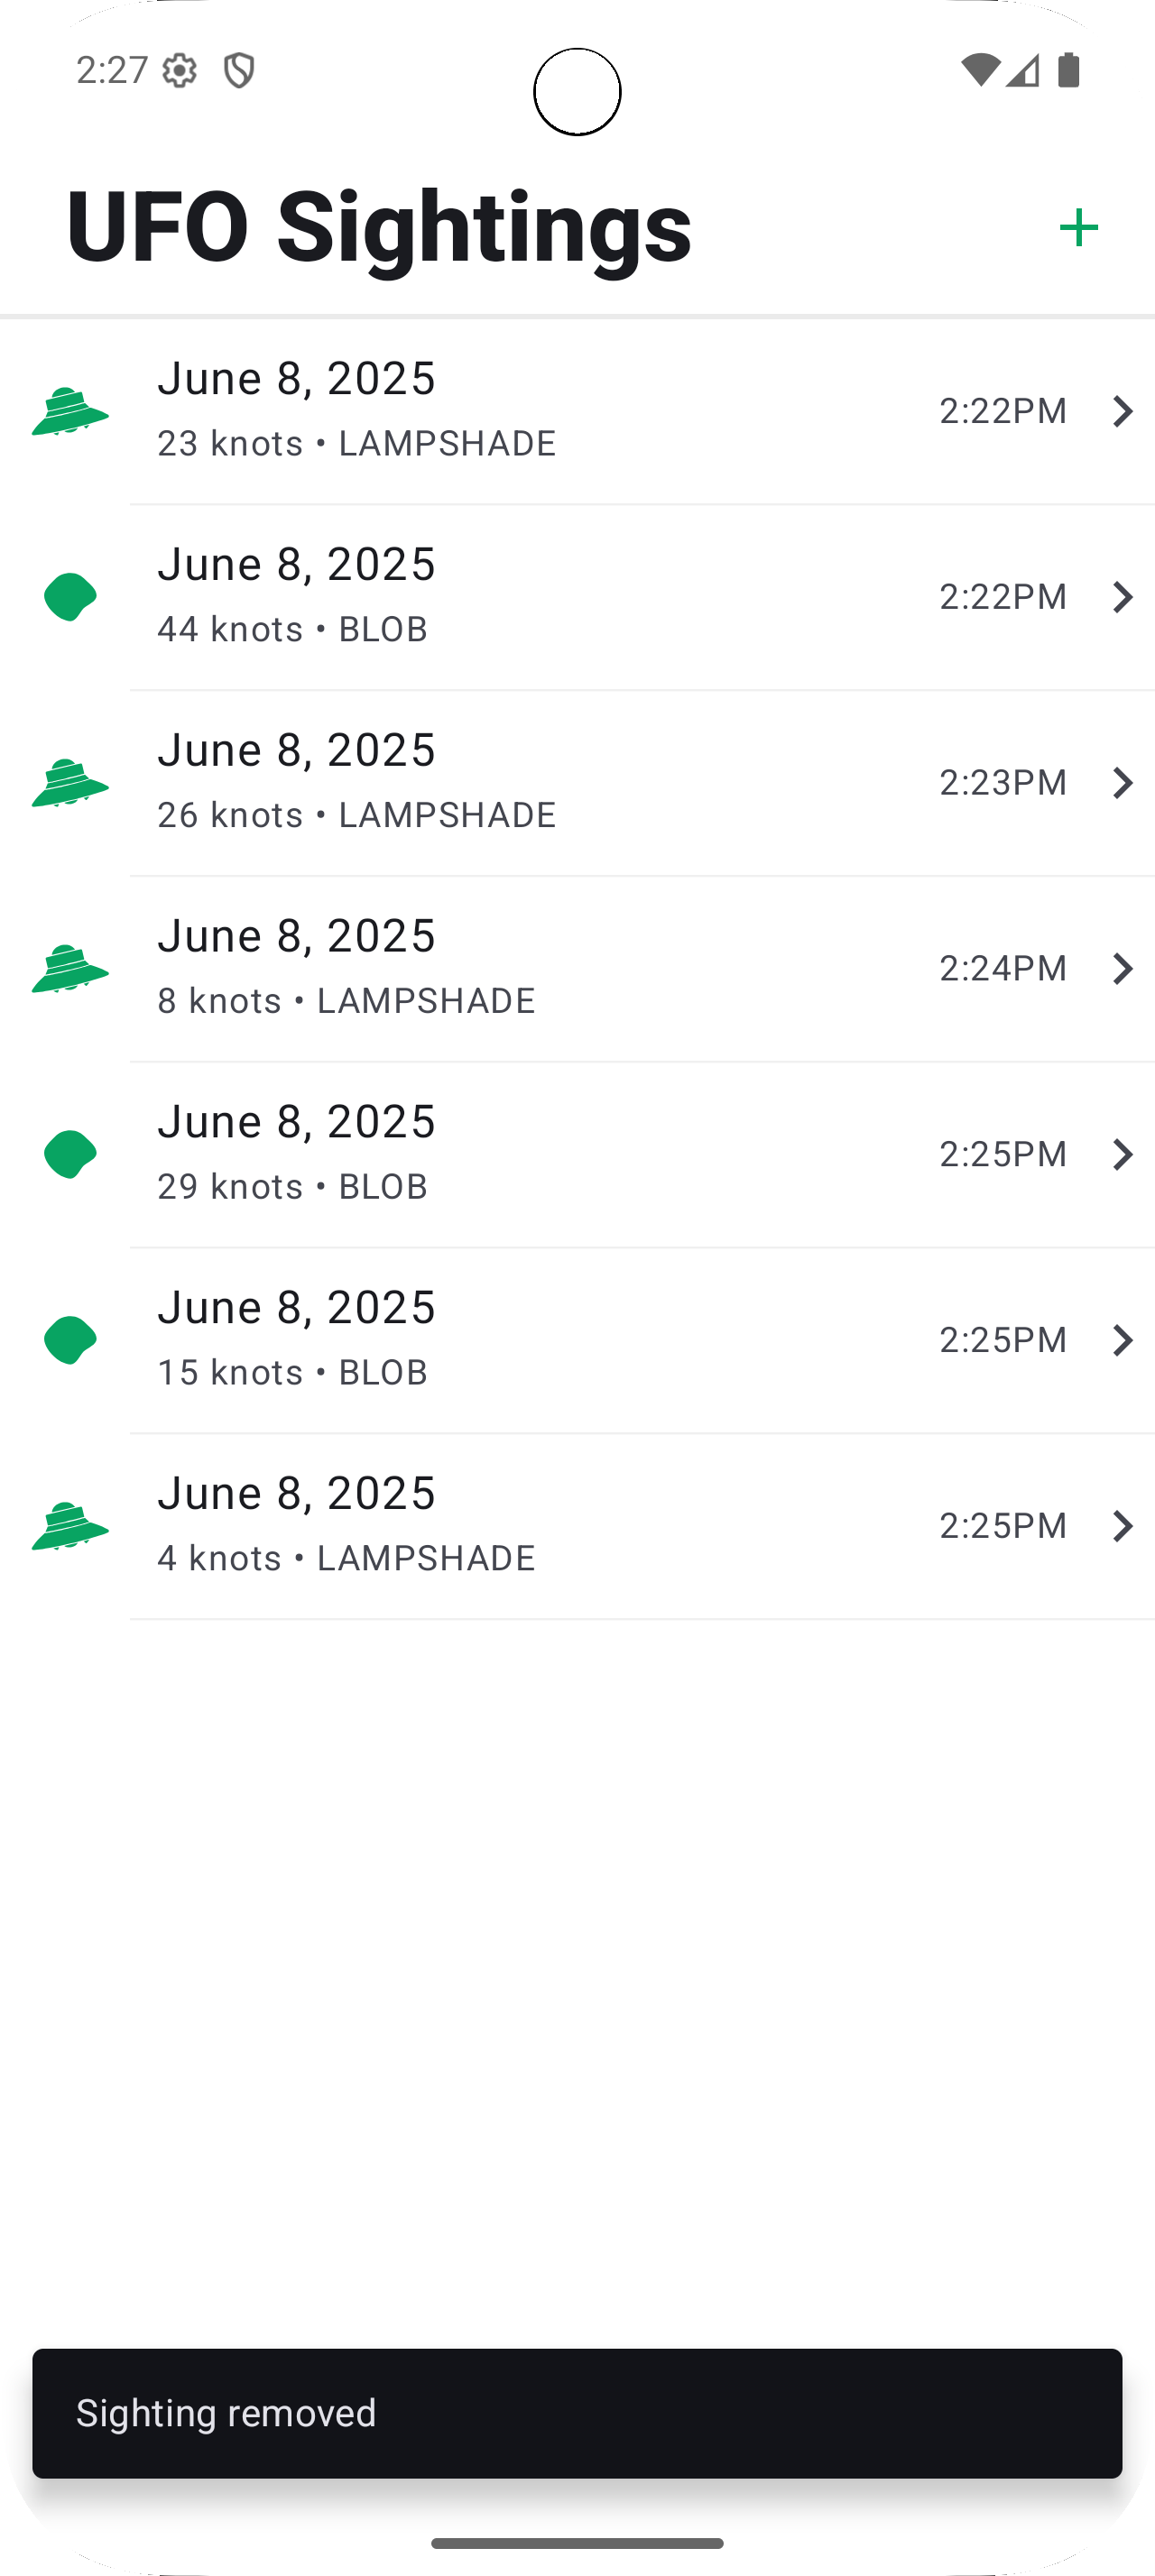 2:27
UFO Sightings
June 8, 2025
23 knots • LAMPSHADE
2:22PM
June 8, 2025
44 knots • BLOB
2:22PM
June 8, 2025
26 knots • LAMPSHADE
2:23PM
June 8, 2025
8 knots • LAMPSHADE
2:24PM
June 8, 2025
29 knots • BLOB
2:25PM
June 8, 2025
15 knots • BLOB
2:25PM
June 8, 2025
4 knots • LAMPSHADE
2:25PM
Sighting removed